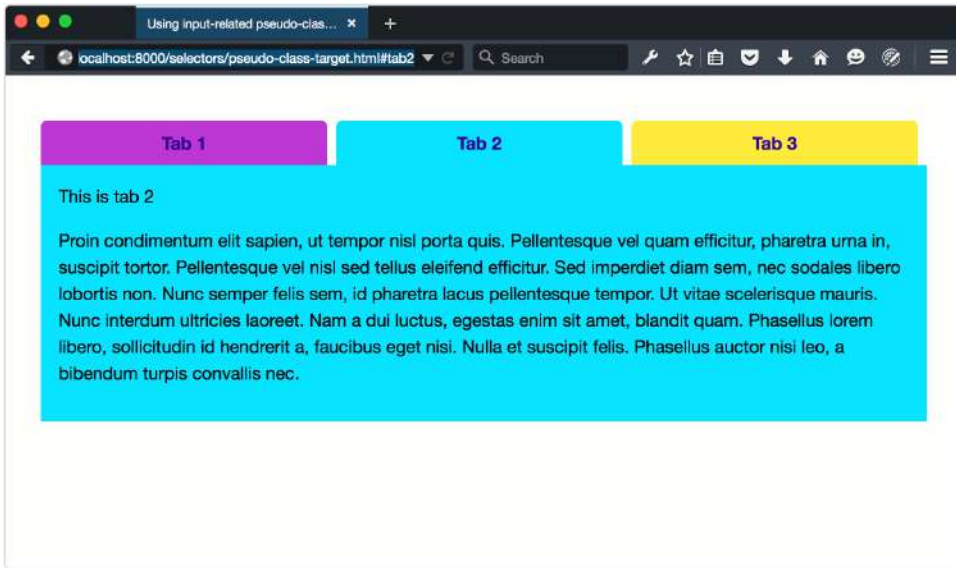 Using input-related pseudo-clas...
localhost:8000/selectors/pseudo-class-target.html#tab2
Search
Tab 1
Tab 2
Tab 3
This is tab 2
Proin condimentum elit sapien, ut tempor nisl porta quis. Pellentesque vel quam efficitur, pharetra urna in,
suscipit tortor. Pellentesque vel nisl sed tellus eleifend efficitur. Sed imperdiet diam sem, nec sodales libero
lobortis non. Nunc semper felis sem, id pharetra lacus pellentesque tempor. Ut vitae scelerisque mauris.
Nunc interdum ultricies laoreet. Nam a dui luctus, egestas enim sit amet, blandit quam. Phasellus lorem
libero, sollicitudin id hendrerit a, faucibus eget nisi. Nulla et suscipit felis. Phasellus auctor nisi leo, a
bibendum turpis convallis nec.